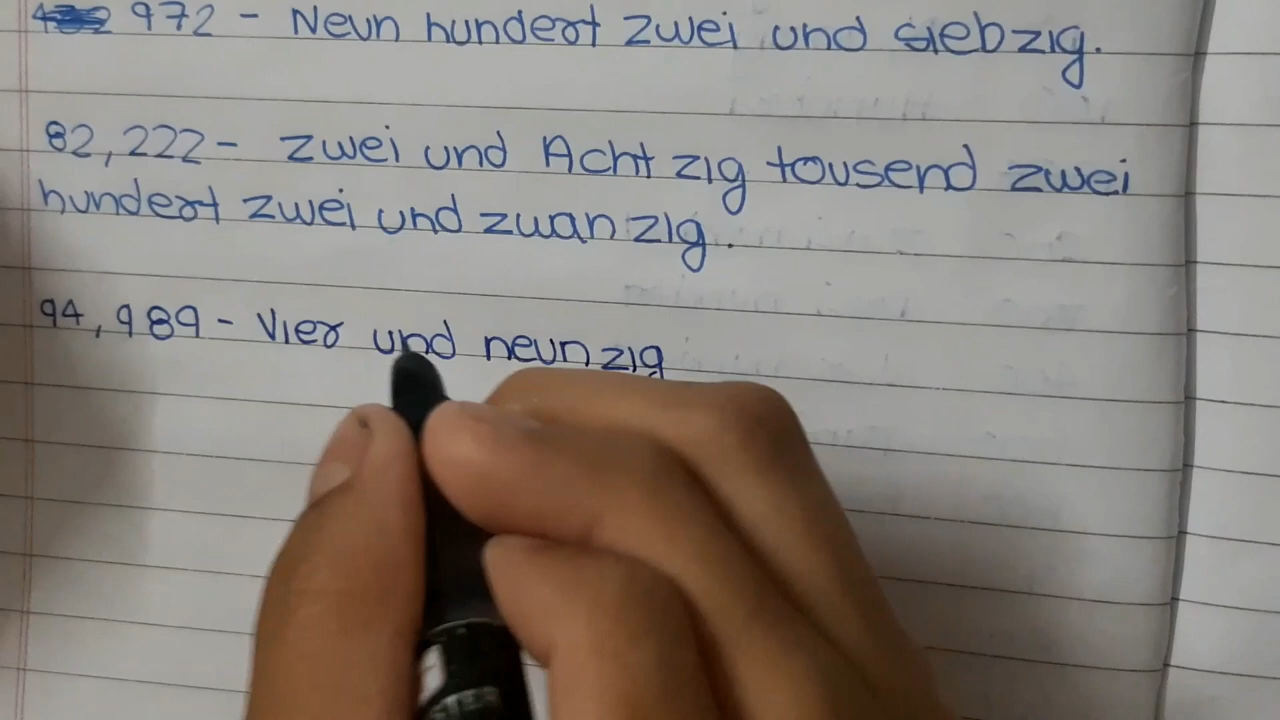 972 - Neun hundert zwei und siebzig.
82,222 - zwei und Acht zig tousend zwei
hundert zwei und zwanzig.
94,989 - Vier und neunzig